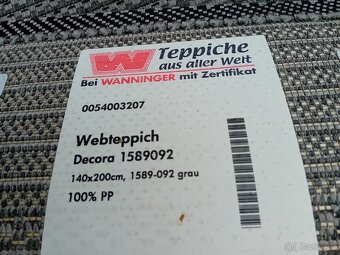 W Teppiche
aus aller Welt
Bei WANNINGER mit Zertifikat
0054003207
Webteppich
Decora 1589092
140x200cm, 1589-092 grau
100% PP